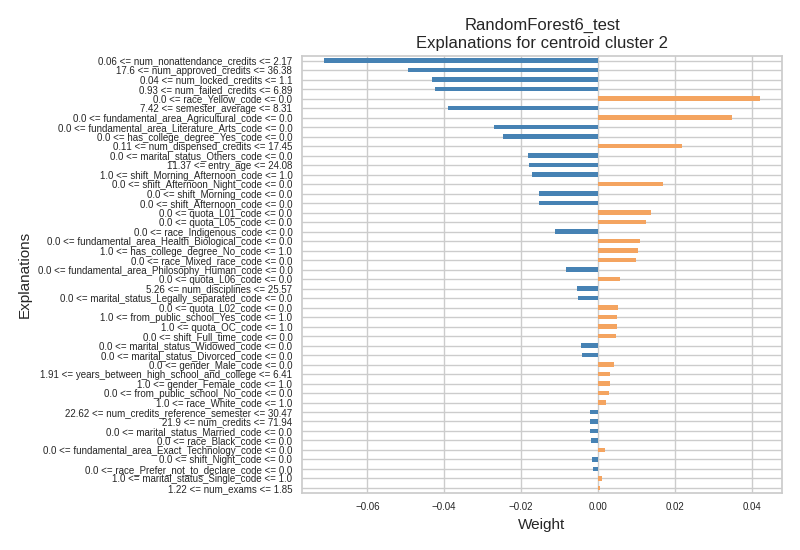 RandomForest6_test
Explanations for centroid cluster 2
0.06 <= num_nonattendance_credits <= 2.17
17.6 <= num_approved_credits <= 36.38
0.04 <= num_locked_credits <= 1.1
0.93 <= num_failed_credits <= 6.89
0.0 <= race_Yellow_code <= 0.0
7.42 <= semester_average <= 8.31
0.0 <= fundamental_area_Agricultural_code <= 0.0
0.0 <= fundamental_area_Literature_Arts_code <= 0.0
0.0 <= has_college_degree_Yes_code <= 0.0
0.11 <= num_dispensed_credits <= 17.45
0.0 <= marital_status_Others_code <= 0.0
11.37 <= entry_age <= 24.08
1.0 <= shift_Morning_Afternoon_code <= 1.0
0.0 <= shift_Afternoon_Night_code <= 0.0
0.0 <= shift_Morning_code <= 0.0
0.0 <= shift_Afternoon_code <= 0.0
0.0 <= quota_L01_code <= 0.0
0.0 <= quota_L05_code <= 0.0
0.0 <= race_Indigenous_code <= 0.0
0.0 <= fundamental_area_Health_Biological_code <= 0.0
1.0 <= has_college_degree_No_code <= 1.0
0.0 <= race_Mixed_race_code <= 0.0
0.0 <= fundamental_area_Philosophy_Human_code <= 0.0
0.0 <= quota_L06_code <= 0.0
5.26 <= num_disciplines <= 25.57
0.0 <= marital_status_Legally_separated_code <= 0.0
0.0 <= quota_L02_code <= 0.0
1.0 <= from_public_school_Yes_code <= 1.0
1.0 <= quota_OC_code <= 1.0
0.0 <= shift_Full_time_code <= 0.0
0.0 <= marital_status_Widowed_code <= 0.0
0.0 <= marital_status_Divorced_code <= 0.0
0.0 <= gender_Male_code <= 0.0
1.91 <= years_between_high_school_and_college <= 6.41
1.0 <= gender_Female_code <= 1.0
0.0 <= from_public_school_No_code <= 0.0
1.0 <= race_White_code <= 1.0
22.62 <= num_credits_reference_semester <= 30.47
21.9 <= num_credits <= 71.94
0.0 <= marital_status_Married_code <= 0.0
0.0 <= race_Black_code <= 0.0
0.0 <= fundamental_area_Exact_Technology_code <= 0.0
0.0 <= shift_Night_code <= 0.0
0.0 <= race_Prefer_not_to_declare_code <= 0.0
1.0 <= marital_status_Single_code <= 1.0
1.22 <= num_exams <= 1.85
Explanations
−0.06 −0.04 −0.02 0.00 0.02 0.04
Weight